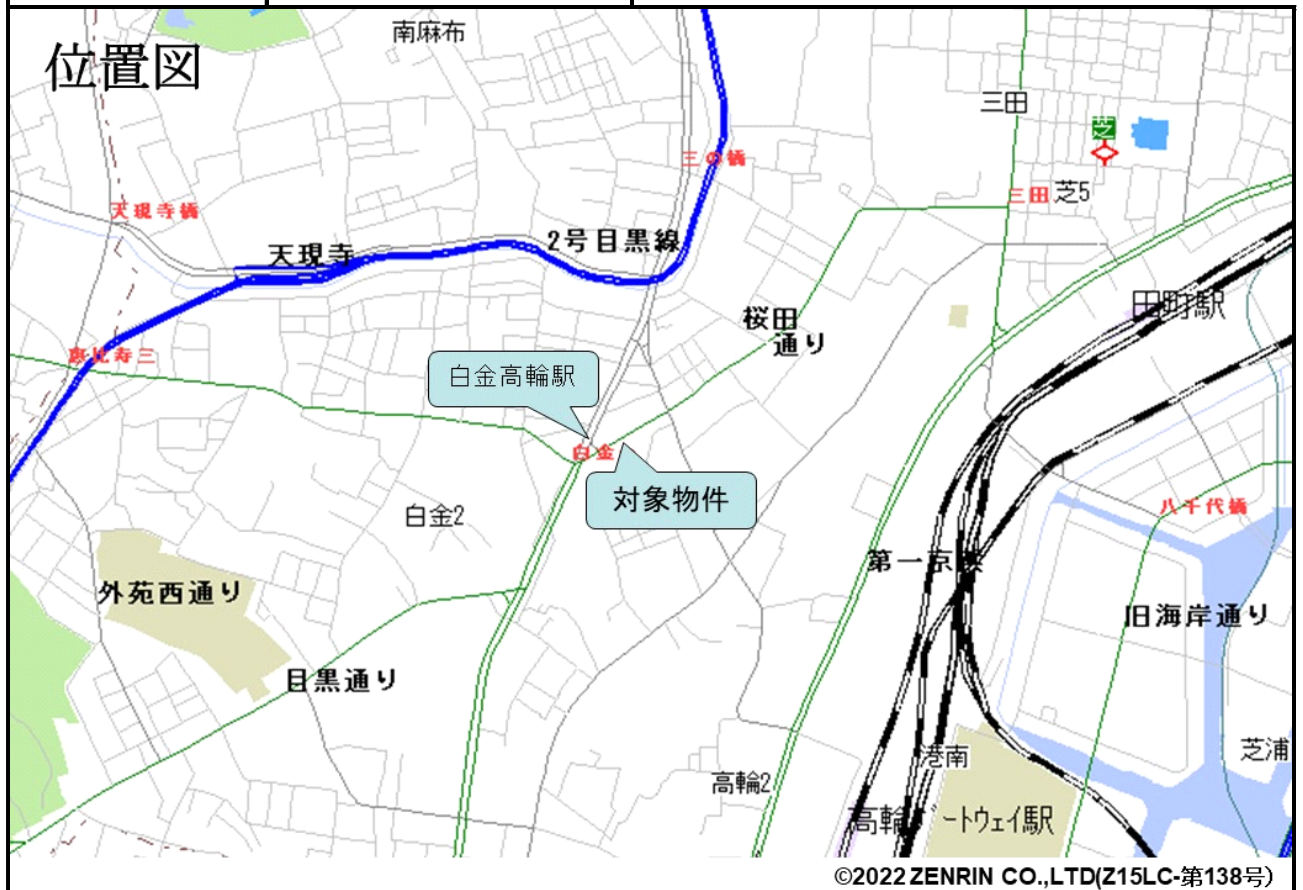 位置図
南麻布
三田
芝
三の橋
三田
芝5
天現寺橋
天現寺
2号目黒線
田町駅
桜田
通り
恵比寿三
白金高輪駅
白金
対象物件
白金2
八千代橋
第一京浜
外苑西通り
旧海岸通り
目黒通り
港南
芝浦
高輪2
高輪ゲートウェイ駅
©2022 ZENRIN CO.,LTD(Z15LC-第138号)